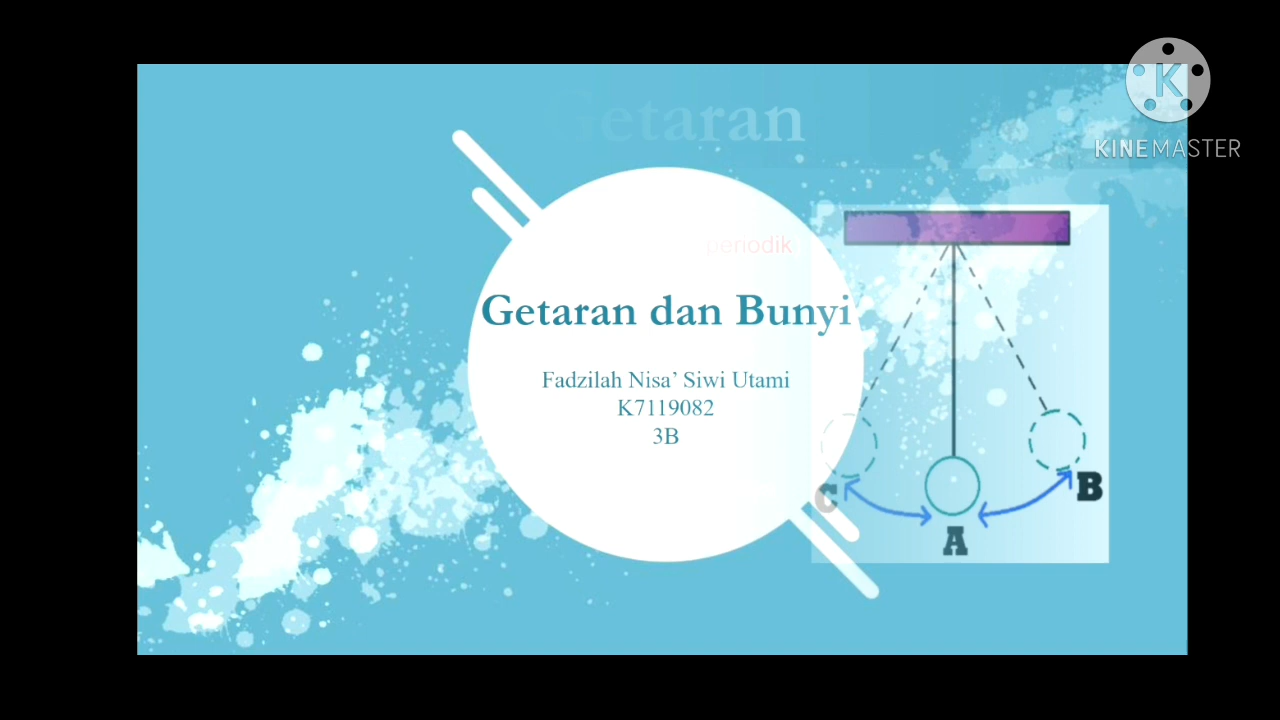 Getaran
KINEMASTER
periodik
Getaran dan Bunyi
Fadzilah Nisa’ Siwi Utami
K7119082
3B
C
B
A